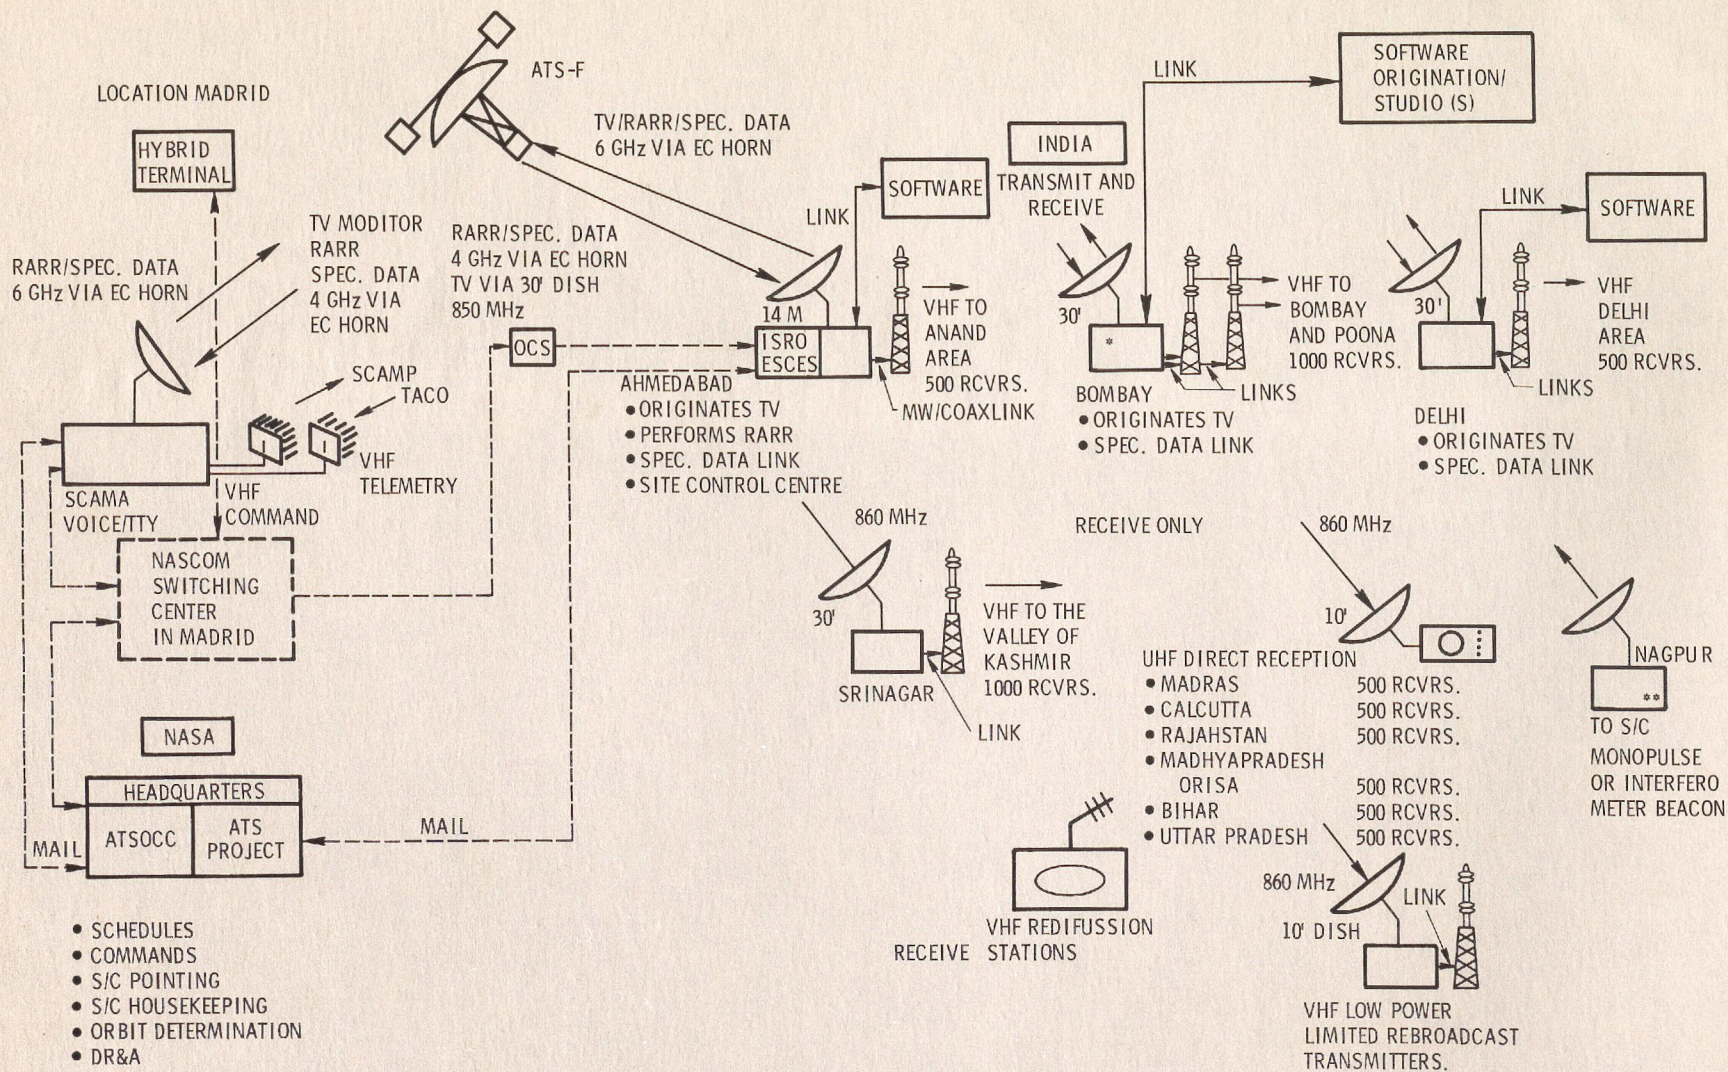 LOCATION MADRID
HYBRID
TERMINAL
RARR/SPEC. DATA
6 GHz VIA EC HORN
TV MODITOR
RARR
SPEC. DATA
4 GHz VIA
EC HORN
SCAMP
TACO
VHF
TELEMETRY
SCAMA
VOICE/TTY
VHF
COMMAND
NASCOM
SWITCHING
CENTER
IN MADRID
NASA
HEADQUARTERS
ATSOCC
ATS
PROJECT
MAIL
MAIL
• SCHEDULES
• COMMANDS
• S/C POINTING
• S/C HOUSEKEEPING
• ORBIT DETERMINATION
• DR&A
ATS-F
TV/RARR/SPEC. DATA
6 GHz VIA EC HORN
RARR/SPEC. DATA
4 GHz VIA EC HORN
TV VIA 30' DISH
850 MHz
OCS
SOFTWARE
LINK
14 M
ISRO
ESCES
VHF TO
ANAND
AREA
500 RCVRS.
MW/COAXLINK
AHMEDABAD
• ORIGINATES TV
• PERFORMS RARR
• SPEC. DATA LINK
• SITE CONTROL CENTRE
INDIA
TRANSMIT AND
RECEIVE
LINK
SOFTWARE
ORIGINATION/
STUDIO (S)
30'
*
VHF TO
BOMBAY
AND POONA
1000 RCVRS.
LINKS
BOMBAY
• ORIGINATES TV
• SPEC. DATA LINK
LINK
SOFTWARE
30'
VHF
DELHI
AREA
500 RCVRS.
LINKS
DELHI
• ORIGINATES TV
• SPEC. DATA LINK
860 MHz
30'
SRINAGAR
VHF TO THE
VALLEY OF
KASHMIR
1000 RCVRS.
LINK
RECEIVE ONLY
860 MHz
10'
UHF DIRECT RECEPTION
• MADRAS 500 RCVRS.
• CALCUTTA 500 RCVRS.
• RAJAHSTAN 500 RCVRS.
• MADHYAPRADESH
ORISA 500 RCVRS.
• BIHAR 500 RCVRS.
• UTTAR PRADESH 500 RCVRS.
NAGPUR
**
TO S/C
MONOPULSE
OR INTERFERO
METER BEACON
VHF REDIFUSSION
RECEIVE STATIONS
860 MHz
LINK
10' DISH
VHF LOW POWER
LIMITED REBROADCAST
TRANSMITTERS.